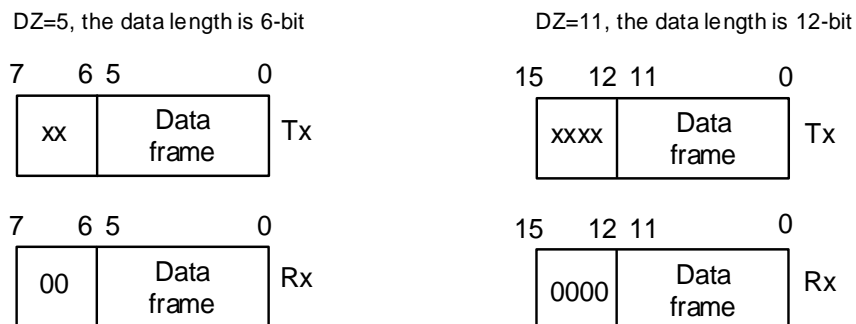 DZ=5, the data length is 6-bit
7 6 5 0
xx
Data
frame
Tx
7 6 5 0
00
Data
frame
Rx
DZ=11, the data length is 12-bit
15 12 11 0
xxxx
Data
frame
Tx
15 12 11 0
0000
Data
frame
Rx